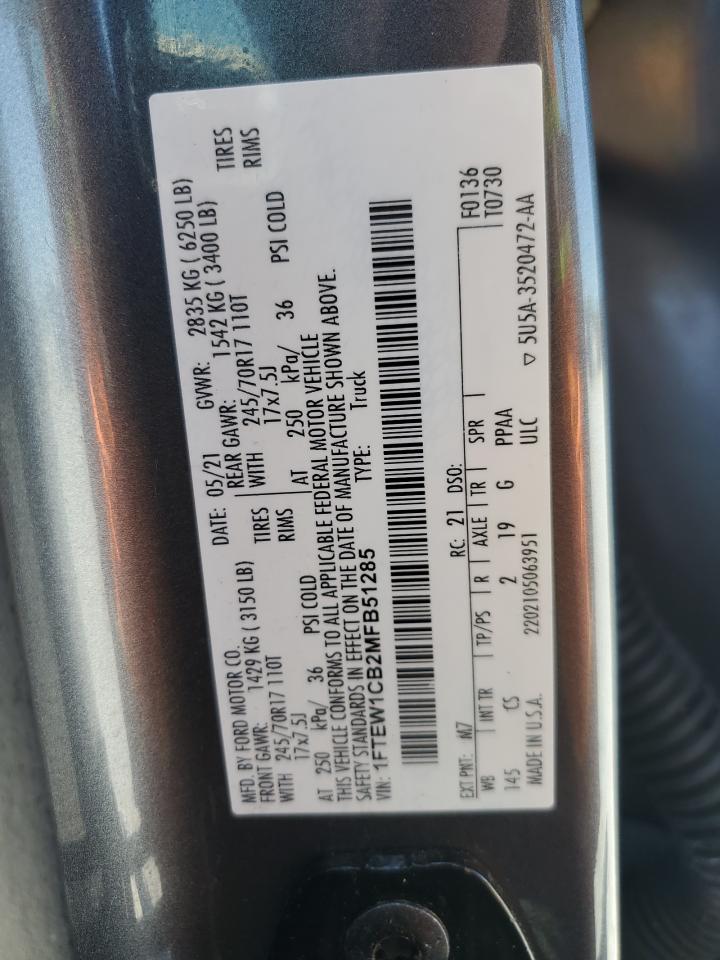 MFD. BY FORD MOTOR CO. DATE: 05/21 GVWR: 2835 KG ( 6250 LB)
FRONT GAWR: 1429 KG ( 3150 LB) REAR GAWR: 1542 KG ( 3400 LB)
WITH 245/70R17 110T TIRES WITH 245/70R17 110T TIRES
17x7.5J RIMS 17x7.5J RIMS
AT 250 kPa/ 36 PSI COLD AT 250 kPa/ 36 PSI COLD
THIS VEHICLE CONFORMS TO ALL APPLICABLE FEDERAL MOTOR VEHICLE
SAFETY STANDARDS IN EFFECT ON THE DATE OF MANUFACTURE SHOWN ABOVE.
VIN: 1FTEW1CB2MFB51285 TYPE: Truck
F0136
EXT PNT: M7 RC: 21 DSO: T0730
WB INT TR TP/PS R AXLE TR SPR
145 CS 2 19 G PPAA
ULC
MADE IN U.S.A. 2202105063951 ▽ 5U5A-3520472-AA